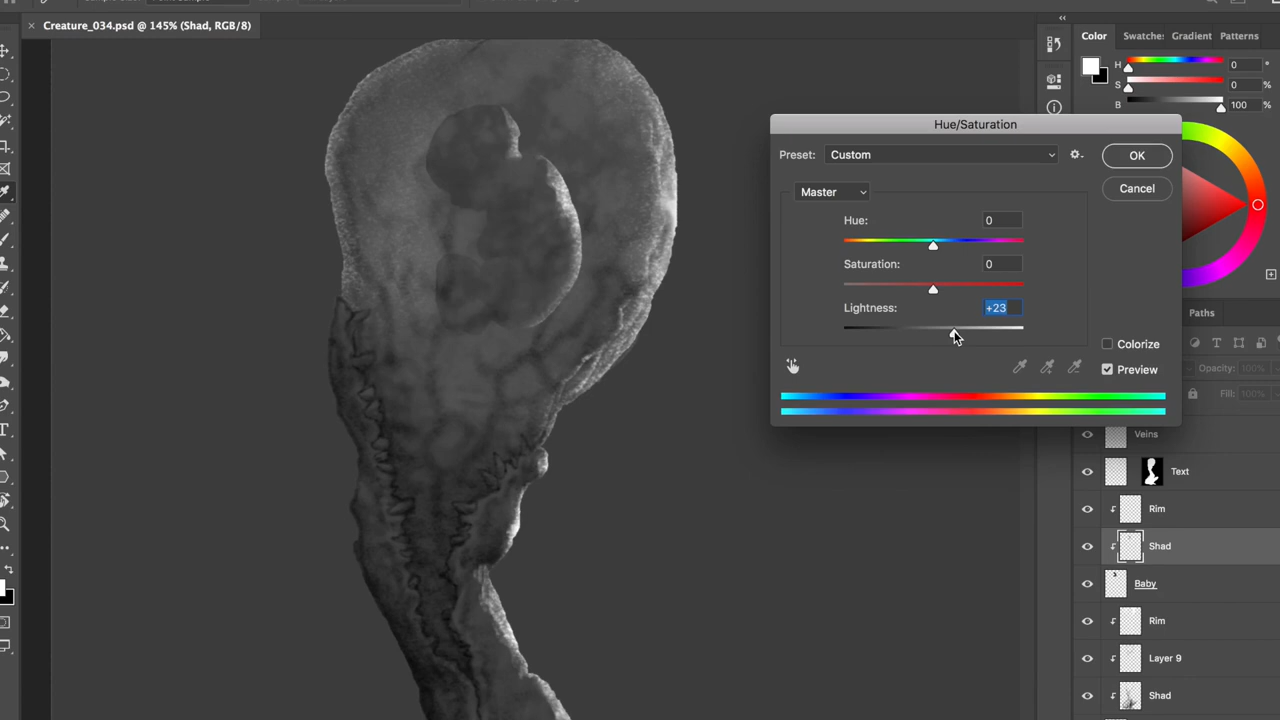 × Creature_034.psd @ 145% (Shad, RGB/8)
Color Swatches Gradient Patterns
H 0 °
S 0 %
B 100 %
Hue/Saturation
Preset: Custom
OK
Cancel
Master
Hue: 0
Saturation: 0
Lightness: +23
Colorize
Preview
Paths
Opacity: 100%
Fill: 100%
Veins
Text
Rim
Shad
Baby
Rim
Layer 9
Shad